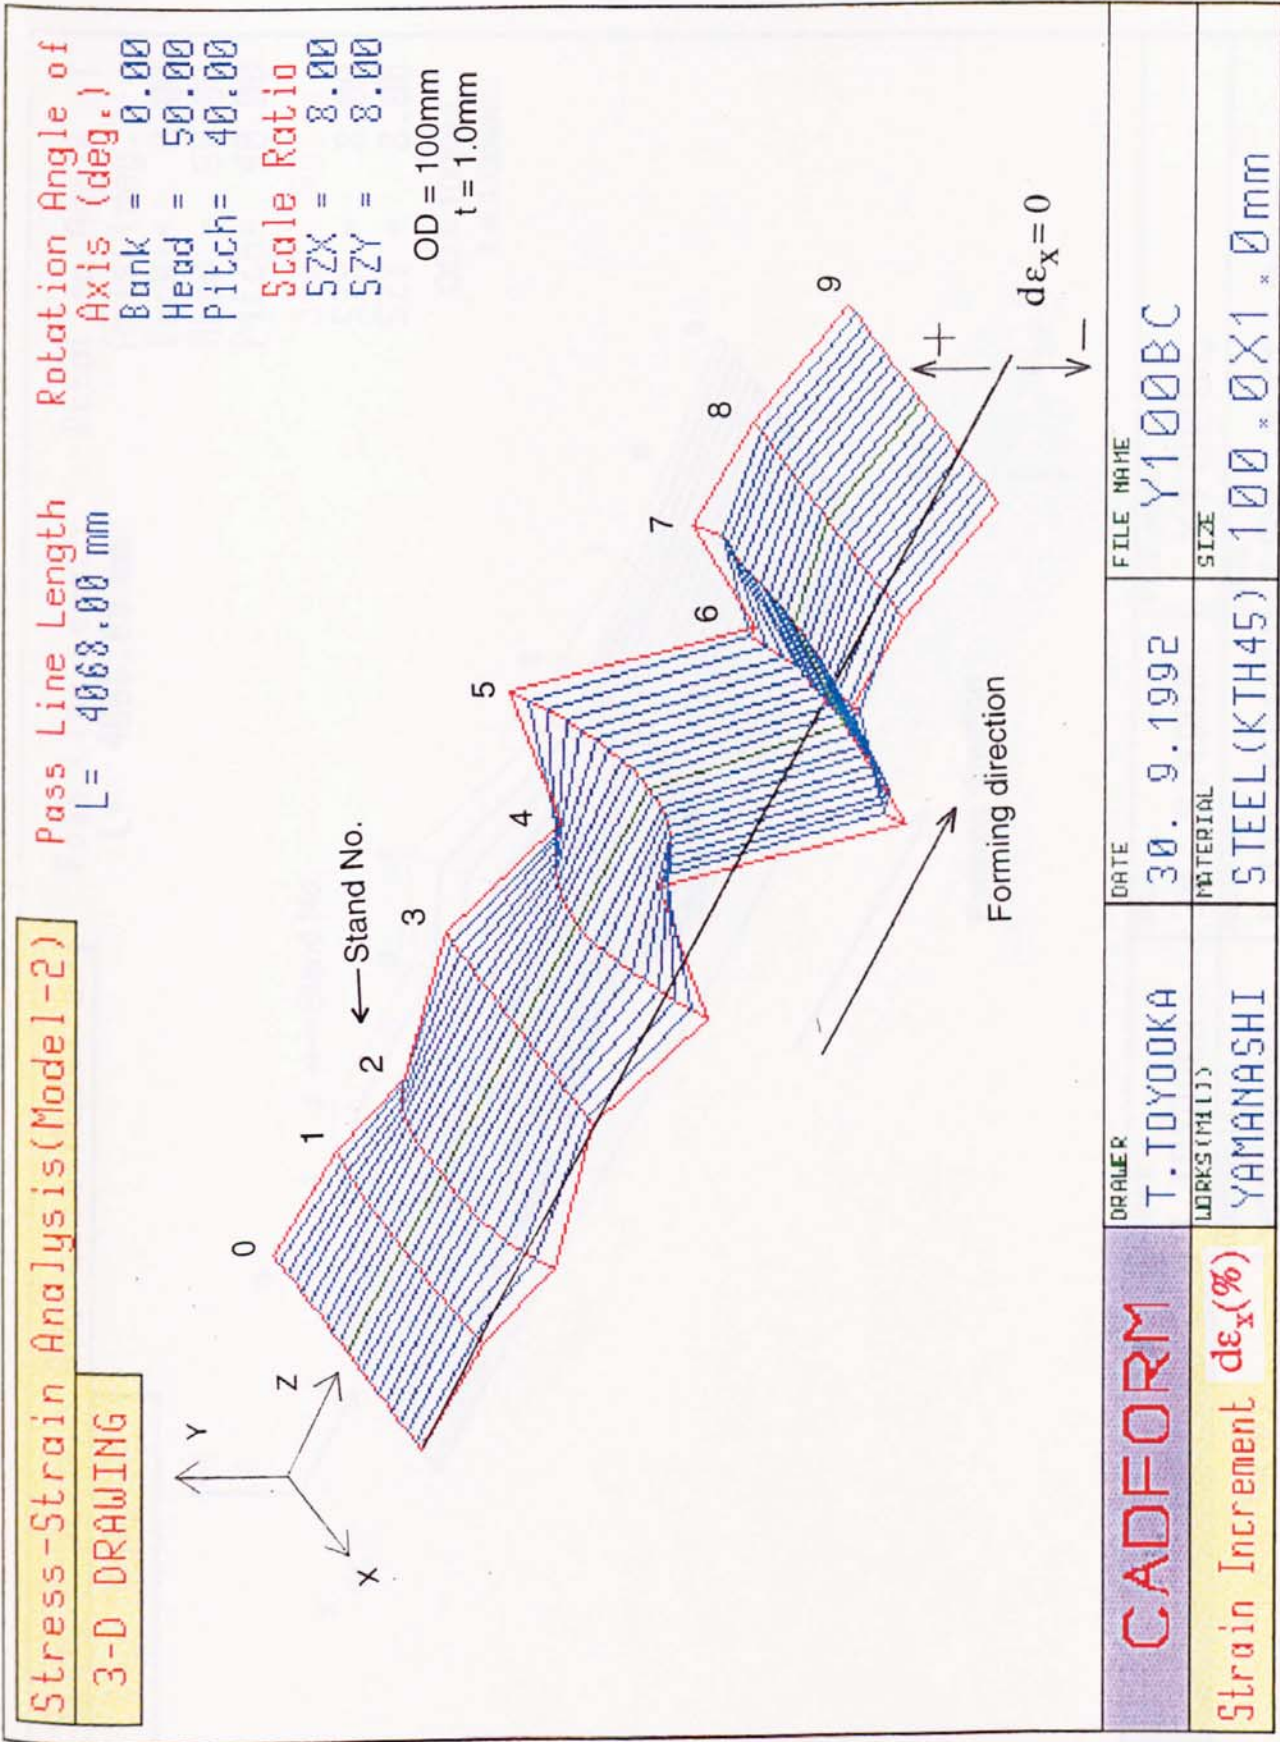 Stress-Strain Analysis(Model-2)
3-D DRAWING
Pass Line Length
L= 4068.00 mm
Rotation Angle of
Axis (deg.)
Bank = 0.00
Head = 50.00
Pitch= 40.00
Scale Ratio
SZX = 8.00
SZY = 8.00
OD = 100mm
t = 1.0mm
Y
Z
X
←Stand No.
0
1
2
3
4
5
6
7
8
9
+
dεx = 0
−
Forming direction
CADFORM
DRAWER
T.TOYOOKA
DATE
30. 9.1992
FILE NAME
Y100BC
Strain Increment dεx(%)
WORKS(Mill)
YAMANASHI
MATERIAL
STEEL(KTH45)
SIZE
100.0X1.0mm